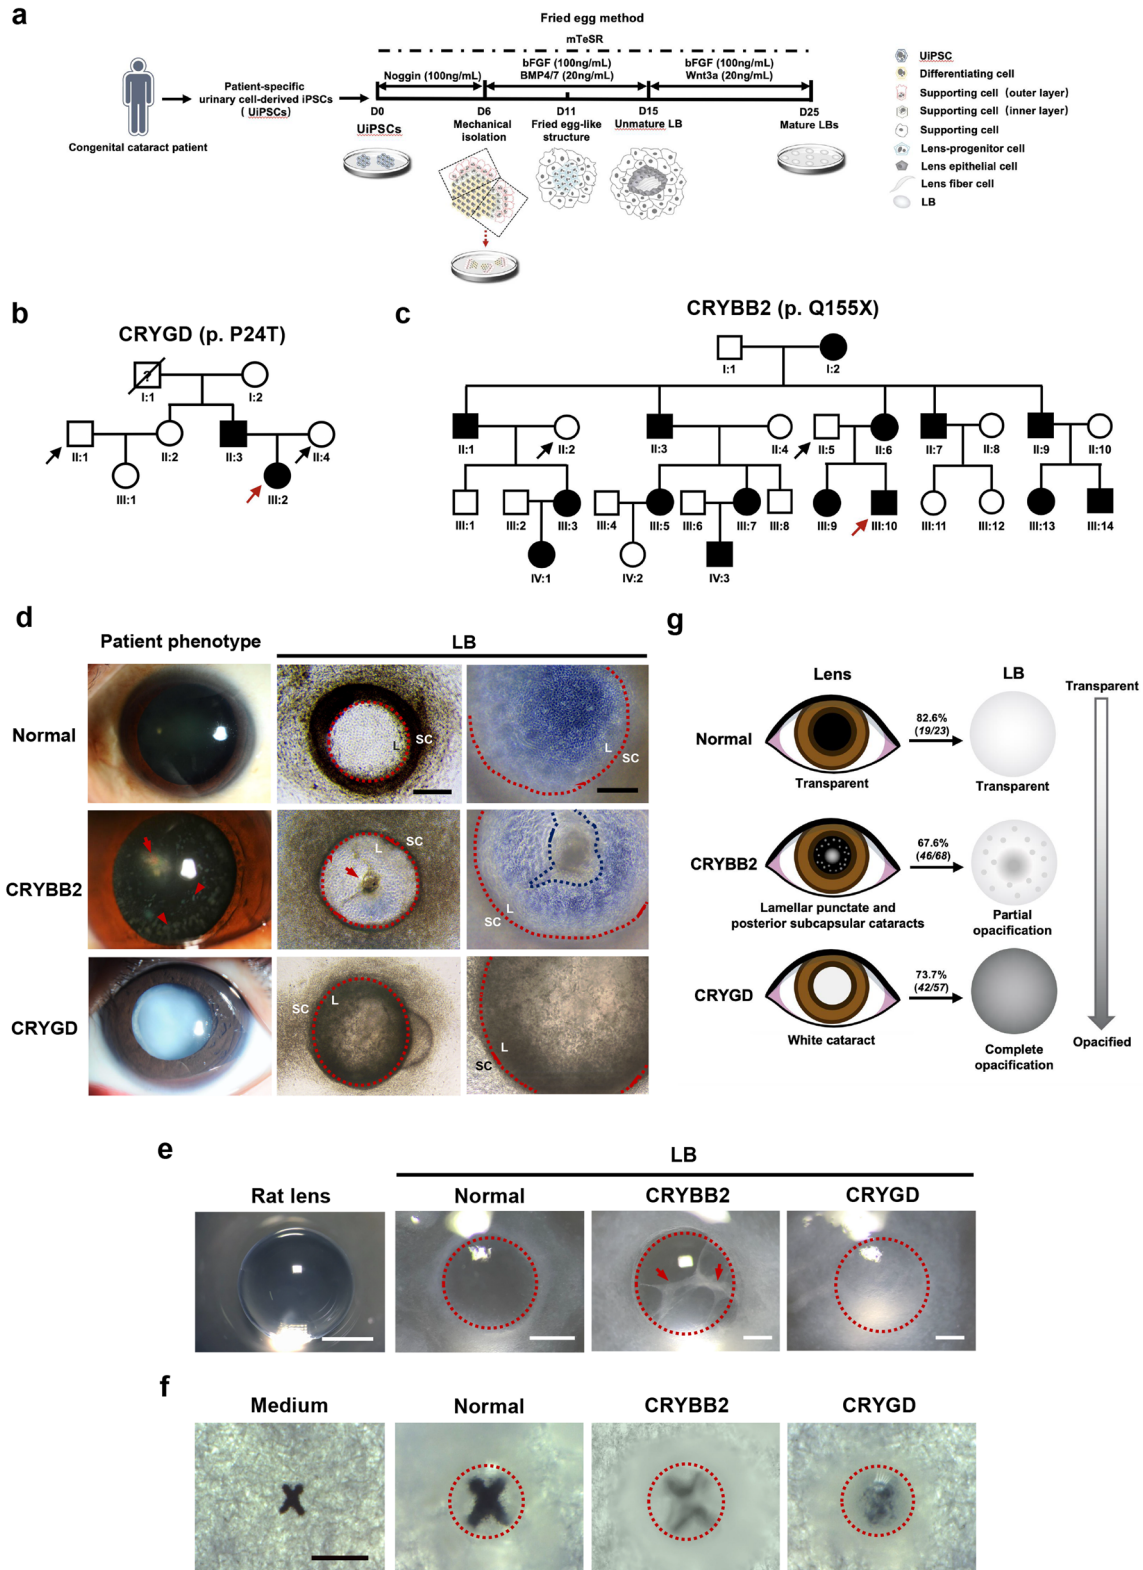 a
Fried egg method
mTeSR
Noggin (100ng/mL)
bFGF (100ng/mL)
BMP4/7 (20ng/mL)
bFGF (100ng/mL)
Wnt3a (20ng/mL)
Patient-specific
urinary cell-derived iPSCs
( UiPSCs)
Congenital cataract patient
D0
UiPSCs
D6
Mechanical
isolation
D11
Fried egg-like
structure
D15
Unmature LB
D25
Mature LBs
UiPSC
Differentiating cell
Supporting cell (outer layer)
Supporting cell (inner layer)
Supporting cell
Lens-progenitor cell
Lens epithelial cell
Lens fiber cell
LB
b
CRYGD (p. P24T)
?
I:1
I:2
II:1
II:2
II:3
II:4
III:1
III:2
c
CRYBB2 (p. Q155X)
I:1
I:2
II:1
II:2
II:3
II:4
II:5
II:6
II:7
II:8
II:9
II:10
III:1
III:2
III:3
III:4
III:5
III:6
III:7
III:8
III:9
III:10
III:11
III:12
III:13
III:14
IV:1
IV:2
IV:3
d
Patient phenotype
LB
Normal
L
SC
L
SC
CRYBB2
L
SC
L
SC
CRYGD
L
SC
L
SC
g
Lens
LB
Transparent
Normal
82.6%
(19/23)
Transparent
Transparent
CRYBB2
67.6%
(46/68)
Lamellar punctate and
posterior subcapsular cataracts
Partial
opacification
CRYGD
73.7%
(42/57)
White cataract
Complete
opacification
Opacified
e
LB
Rat lens
Normal
CRYBB2
CRYGD
f
Medium
Normal
CRYBB2
CRYGD